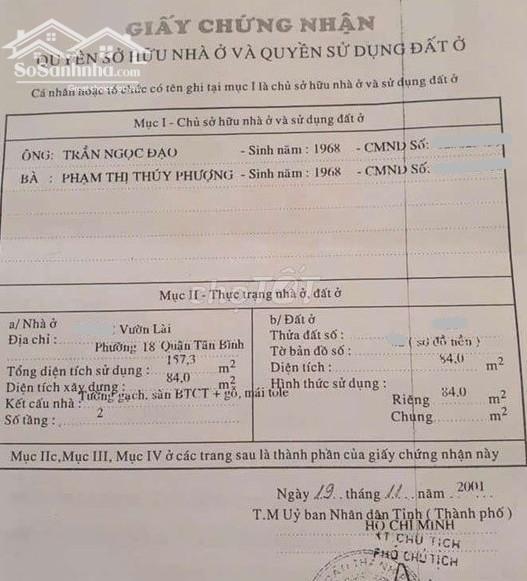 GIẤY CHỨNG NHẬN
QUYỀN SỞ HỮU NHÀ Ở VÀ QUYỀN SỬ DỤNG ĐẤT Ở
SoSanhnha.com
Cá nhân hoặc tổ chức có tên ghi tại mục I là chủ sở hữu nhà ở và sử dụng đất ở
Mục I - Chủ sở hữu nhà ở và sử dụng đất ở
ÔNG: TRẦN NGỌC ĐẠO - Sinh năm : 1968 - CMND Số:
BÀ : PHẠM THỊ THÚY PHƯỢNG - Sinh năm : 1968 - CMND Số:
chợTỐT
Mục II - Thực trạng nhà ở, đất ở
a/ Nhà ở
Địa chỉ : Vườn Lài
Phường 18 Quận Tân Bình
Tổng diện tích sử dụng : 157,3 m2
Diện tích xây dựng : 84,0 m2
Kết cấu nhà : Tường gạch, sàn BTCT + gỗ, mái tole
Số tầng : 2
b/ Đất ở
Thửa đất số :
Tờ bản đồ số : ( sơ đồ nền )
Diện tích : 84,0 m2
Hình thức sử dụng :
Riêng 84,0 m2
Chung m2
Mục IIc, Mục III, Mục IV ở các trang sau là thành phần của giấy chứng nhận này
Ngày 19 tháng 11 năm 2001
T.M Uỷ ban Nhân dân Tỉnh ( Thành phố )
HỒ CHÍ MINH
KT CHỦ TỊCH
PHÓ CHỦ TỊCH